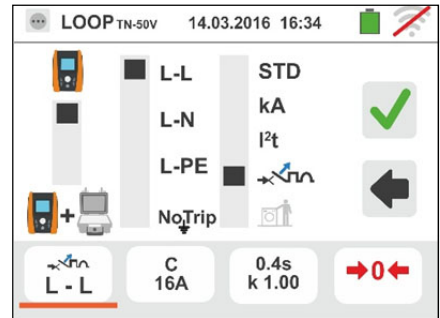 LOOP TN-50V 14.03.2016 16:34
L-L STD
L-N kA
I²t
L-PE
NoTrip
L - L
C
16A
0.4s
k 1.00
→0←